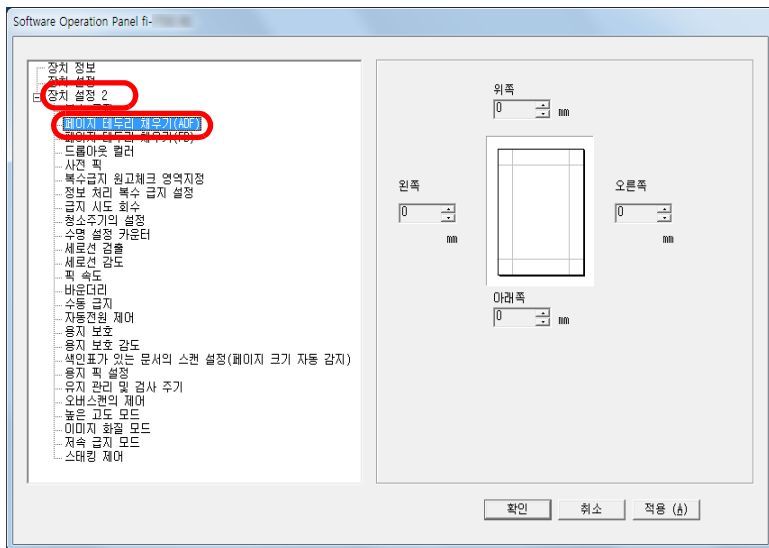 Software Operation Panel fi-
장치 정보
장치 설정
장치 설정 2
페이지 테두리 채우기(ADF)
페이지 테두리 채우기(FB)
드롭아웃 컬러
사전 픽
복수급지 원고체크 영역지정
정보 처리 복수 급지 설정
급지 시도 회수
청소주기의 설정
수명 설정 카운터
세로선 검출
세로선 감도
픽 속도
바운더리
수동 급지
자동전원 제어
용지 보호
용지 보호 감도
색인표가 있는 문서의 스캔 설정(페이지 크기 자동 감지)
용지 픽 설정
유지 관리 및 검사 주기
오버스캔의 제어
높은 고도 모드
이미지 화질 모드
저속 급지 모드
스태킹 제어
위쪽
0 mm
왼쪽
0
mm
오른쪽
0
mm
아래쪽
0 mm
확인
취소
적용 (A)